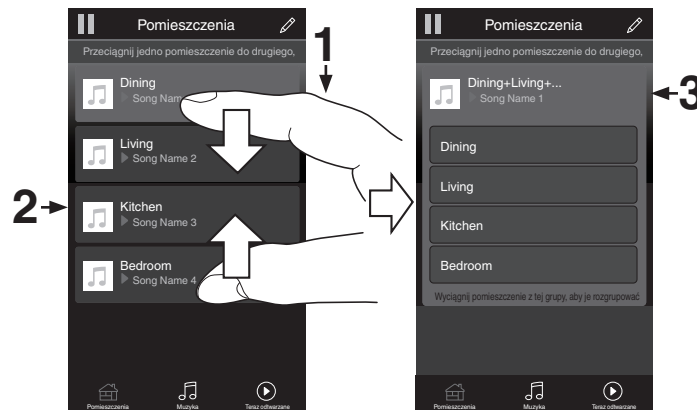 Pomieszczenia
Przeciągnij jedno pomieszczenie do drugiego,
Dining
Song Na
Living
Song Name 2
Kitchen
Song Name 3
Bedroom
Song Name 4
Pomieszczenia
Muzyka
Teraz odtwarzane
1
2
Pomieszczenia
Przeciągnij jedno pomieszczenie do drugiego,
Dining+Living+...
Song Name 1
Dining
Living
Kitchen
Bedroom
Wyciągnij pomieszczenie z tej grupy, aby je rozgrupować
Pomieszczenia
Muzyka
Teraz odtwarzane
3